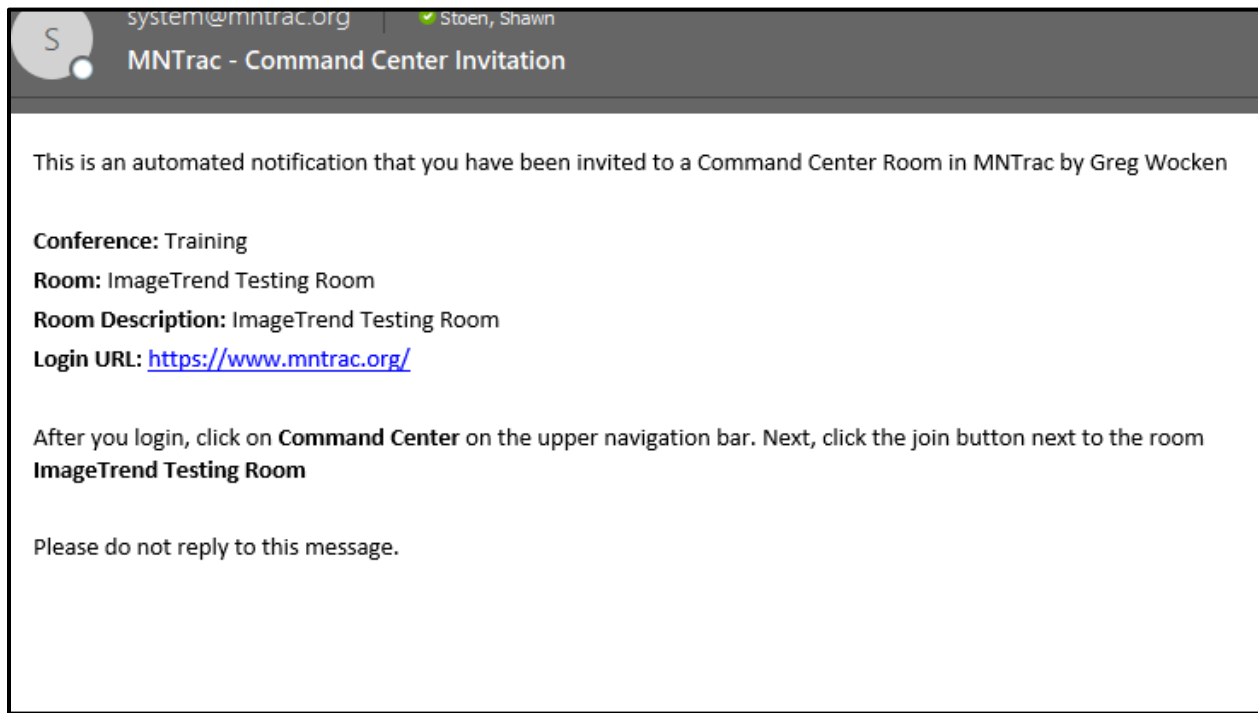 system@mntrac.org Stoen, Shawn
S
MNTrac - Command Center Invitation
This is an automated notification that you have been invited to a Command Center Room in MNTrac by Greg Wocken
Conference: Training
Room: ImageTrend Testing Room
Room Description: ImageTrend Testing Room
Login URL: https://www.mntrac.org/
After you login, click on Command Center on the upper navigation bar. Next, click the join button next to the room
ImageTrend Testing Room
Please do not reply to this message.